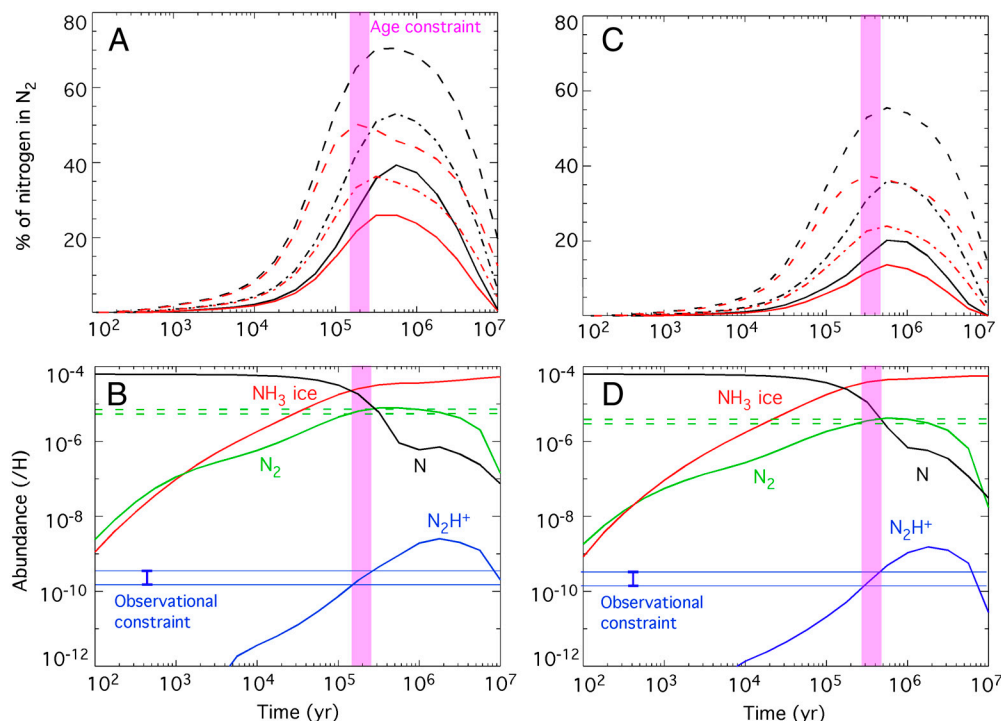 A
Age constraint
C
% of nitrogen in N2
80
60
40
20
10^2 10^3 10^4 10^5 10^6 10^7
80
60
40
20
10^2 10^3 10^4 10^5 10^6 10^7
B
NH3 ice
N2
N
N2H+
Observational
constraint
Abundance (/H)
10^-4
10^-6
10^-8
10^-10
10^-12
10^2 10^3 10^4 10^5 10^6 10^7
Time (yr)
D
NH3 ice
N2
N
N2H+
Observational
constraint
10^-4
10^-6
10^-8
10^-10
10^-12
10^2 10^3 10^4 10^5 10^6 10^7
Time (yr)